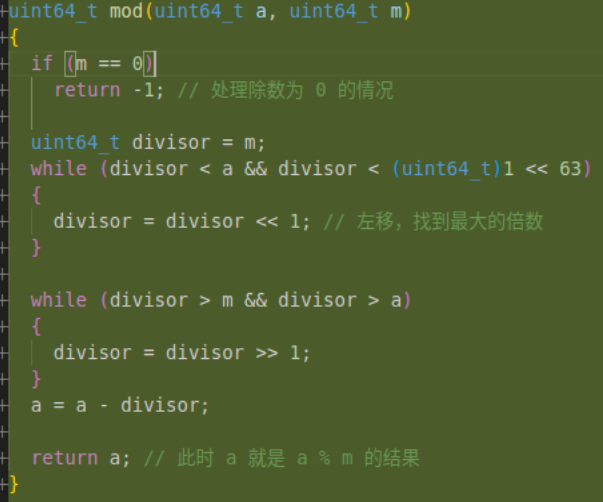 +uint64_t mod(uint64_t a, uint64_t m)
+{
+  if (m == 0)
+    return -1; // 处理除数为 0 的情况
+
+  uint64_t divisor = m;
+  while (divisor < a && divisor < (uint64_t)1 << 63)
+  {
+    divisor = divisor << 1; // 左移，找到最大的倍数
+  }
+
+  while (divisor > m && divisor > a)
+  {
+    divisor = divisor >> 1;
+  }
+  a = a - divisor;
+
+  return a; // 此时 a 就是 a % m 的结果
+}